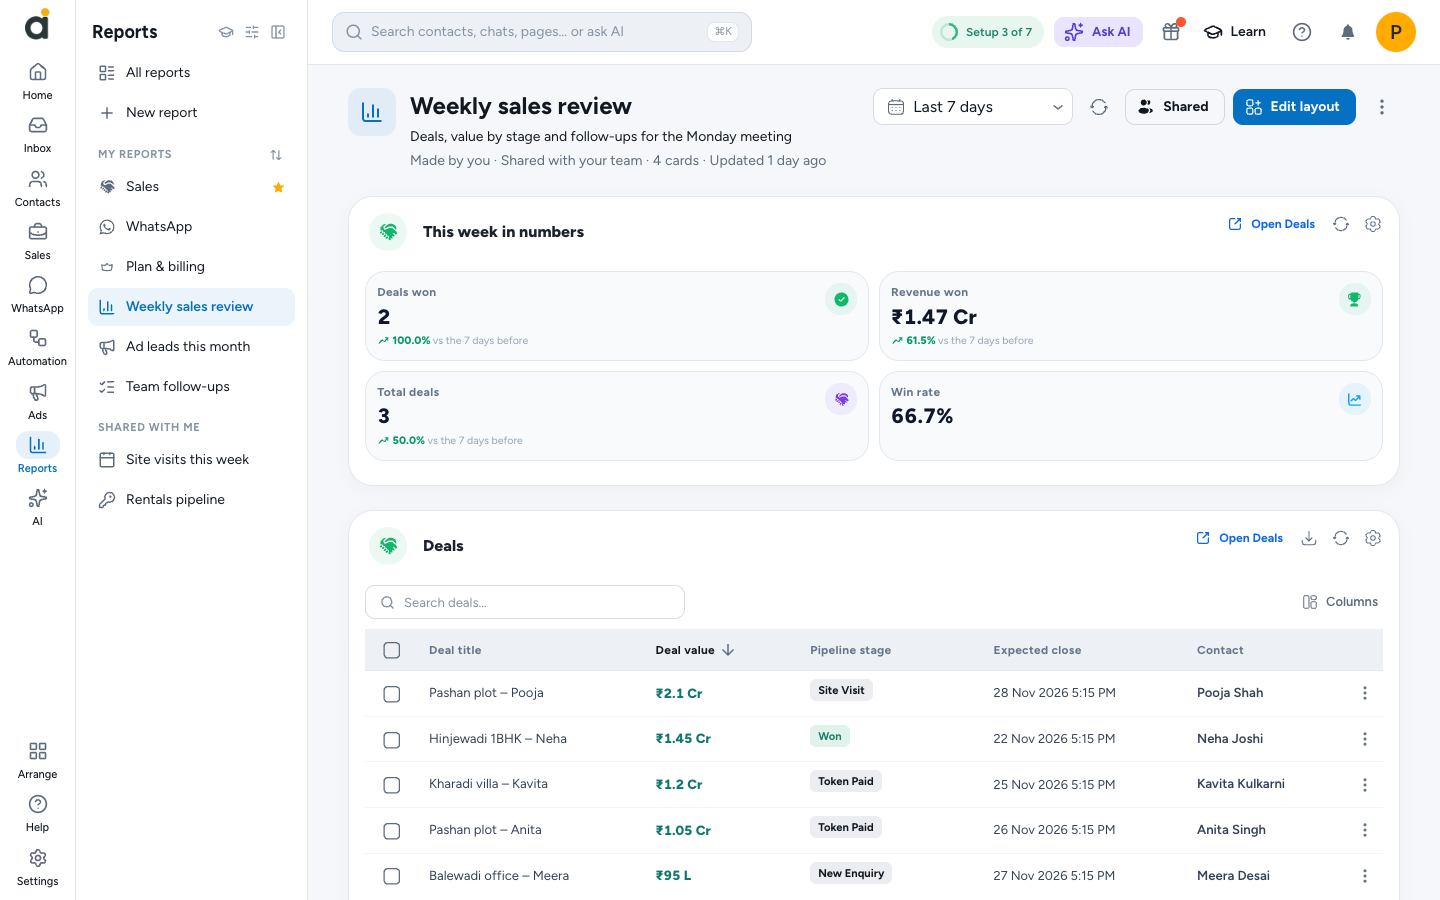 Reports
Search contacts, chats, pages... or ask AI
⌘K
Setup 3 of 7
Ask AI
Learn
P
Home
Inbox
Contacts
Sales
WhatsApp
Automation
Ads
Reports
AI
Arrange
Help
Settings
All reports
New report
MY REPORTS
Sales
WhatsApp
Plan & billing
Weekly sales review
Ad leads this month
Team follow-ups
SHARED WITH ME
Site visits this week
Rentals pipeline
Weekly sales review
Deals, value by stage and follow-ups for the Monday meeting
Made by you · Shared with your team · 4 cards · Updated 1 day ago
Last 7 days
Shared
Edit layout
This week in numbers
Open Deals
Deals won
2
100.0% vs the 7 days before
Revenue won
₹1.47 Cr
61.5% vs the 7 days before
Total deals
3
50.0% vs the 7 days before
Win rate
66.7%
Deals
Open Deals
Search deals...
Columns
Deal title Deal value Pipeline stage Expected close Contact
Pashan plot – Pooja ₹2.1 Cr Site Visit 28 Nov 2026 5:15 PM Pooja Shah
Hinjewadi 1BHK – Neha ₹1.45 Cr Won 22 Nov 2026 5:15 PM Neha Joshi
Kharadi villa – Kavita ₹1.2 Cr Token Paid 25 Nov 2026 5:15 PM Kavita Kulkarni
Pashan plot – Anita ₹1.05 Cr Token Paid 26 Nov 2026 5:15 PM Anita Singh
Balewadi office – Meera ₹95 L New Enquiry 27 Nov 2026 5:15 PM Meera Desai